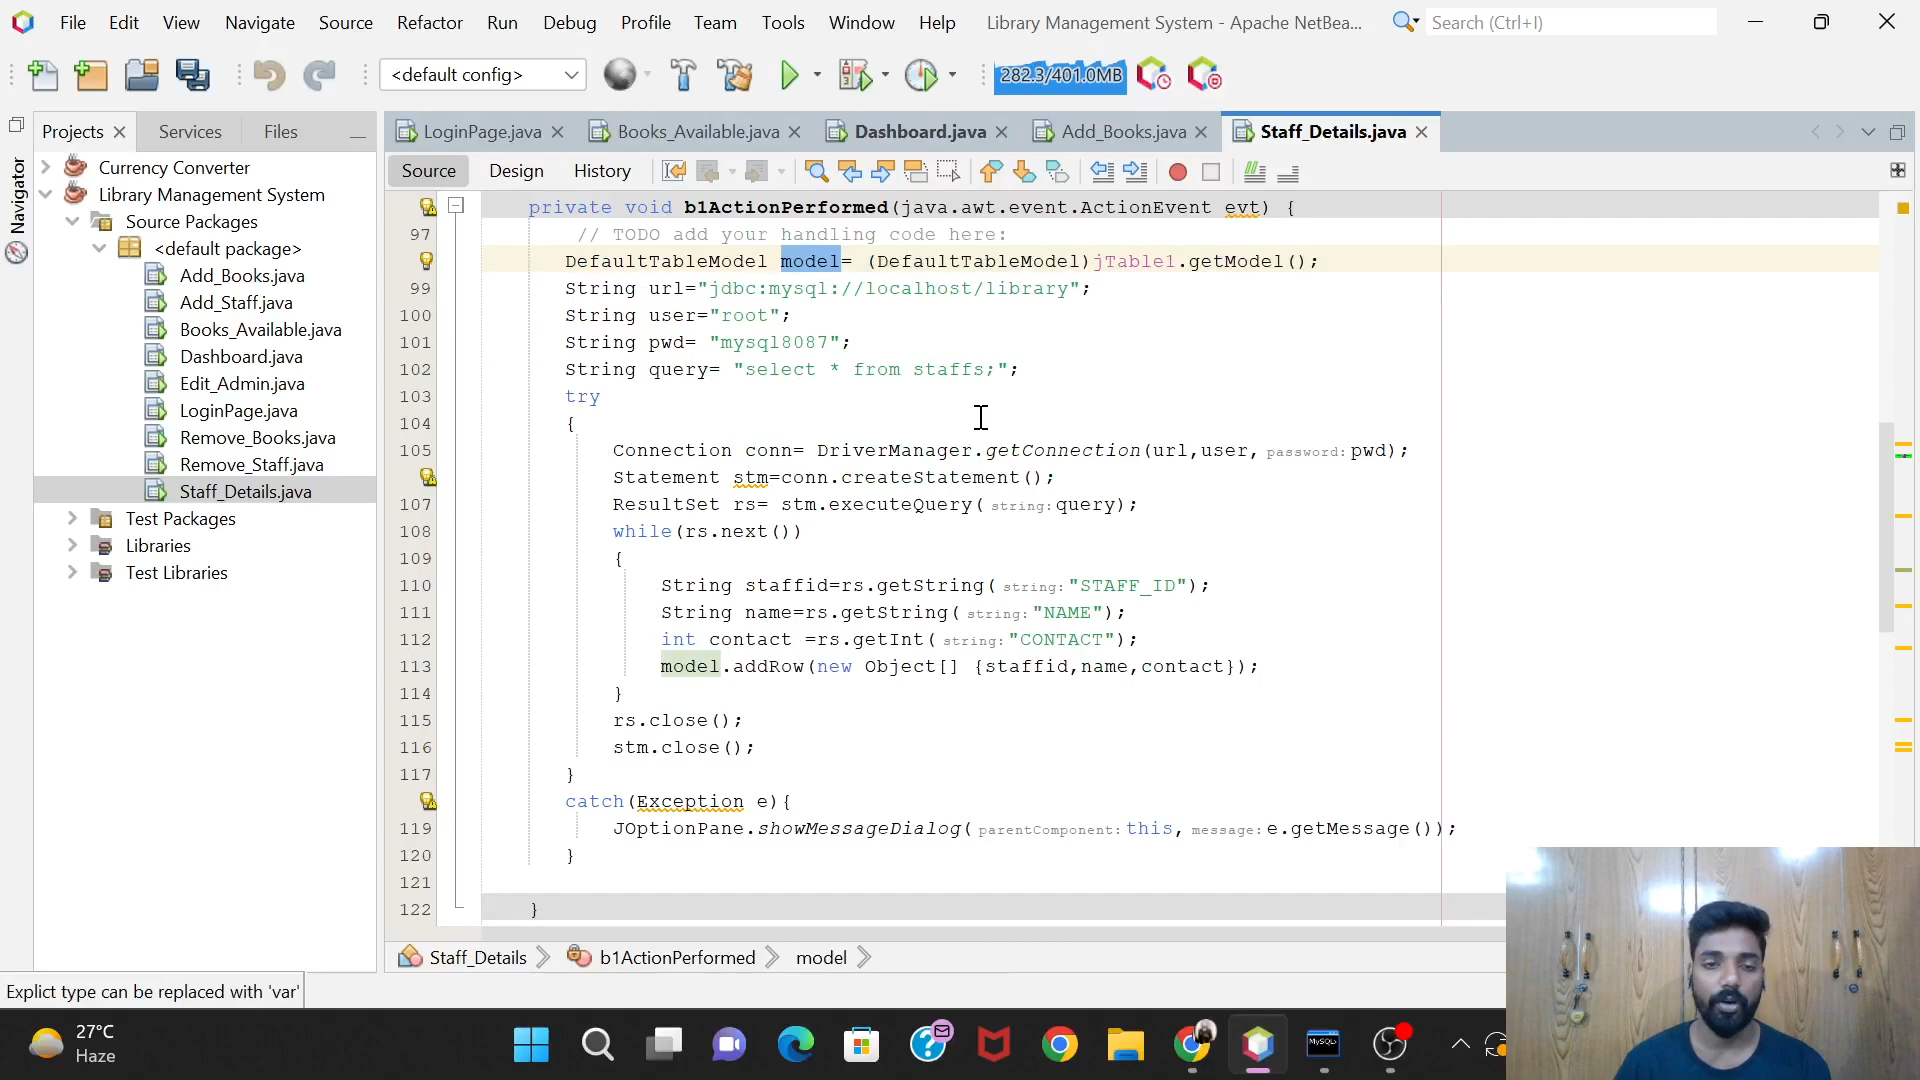 File Edit View Navigate Source Refactor Run Debug Profile Team Tools Window Help Library Management System - Apache NetBea... Search (Ctrl+I)
<default config> 282.3/401.0MB
Projects Services Files
LoginPage.java Books_Available.java Dashboard.java Add_Books.java Staff_Details.java
Source Design History
Navigator
Currency Converter
Library Management System
Source Packages
<default package>
Add_Books.java
Add_Staff.java
Books_Available.java
Dashboard.java
Edit_Admin.java
LoginPage.java
Remove_Books.java
Remove_Staff.java
Staff_Details.java
Test Packages
Libraries
Test Libraries
private void b1ActionPerformed(java.awt.event.ActionEvent evt) {
97 // TODO add your handling code here:
DefaultTableModel model= (DefaultTableModel)jTable1.getModel();
99 String url="jdbc:mysql://localhost/library";
100 String user="root";
101 String pwd= "mysql8087";
102 String query= "select * from staffs;";
103 try
104 {
105 Connection conn= DriverManager.getConnection(url,user, password: pwd);
Statement stm=conn.createStatement();
107 ResultSet rs= stm.executeQuery( string: query);
108 while(rs.next())
109 {
110 String staffid=rs.getString( string: "STAFF_ID");
111 String name=rs.getString( string: "NAME");
112 int contact =rs.getInt( string: "CONTACT");
113 model.addRow(new Object[] {staffid,name,contact});
114 }
115 rs.close();
116 stm.close();
117 }
catch(Exception e){
119 JOptionPane.showMessageDialog( parentComponent: this, message: e.getMessage());
120 }
121
122 }
Staff_Details b1ActionPerformed model
Explict type can be replaced with 'var'
27°C
Haze
MySQL